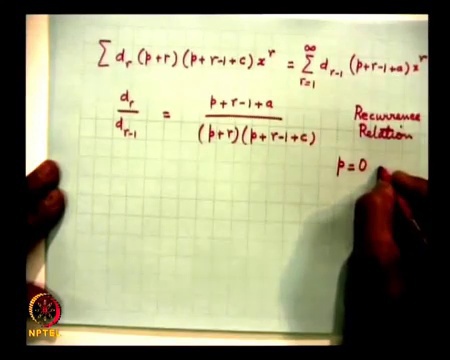 ∑ d_r (p+r) (p+r-1+c) x^r = ∑_{r=1}^{∞} d_{r-1} (p+r-1+a) x^r
d_r / d_{r-1} = (p+r-1+a) / ((p+r) (p+r-1+c))
Recurrence
Relation
p = 0
NPTEL